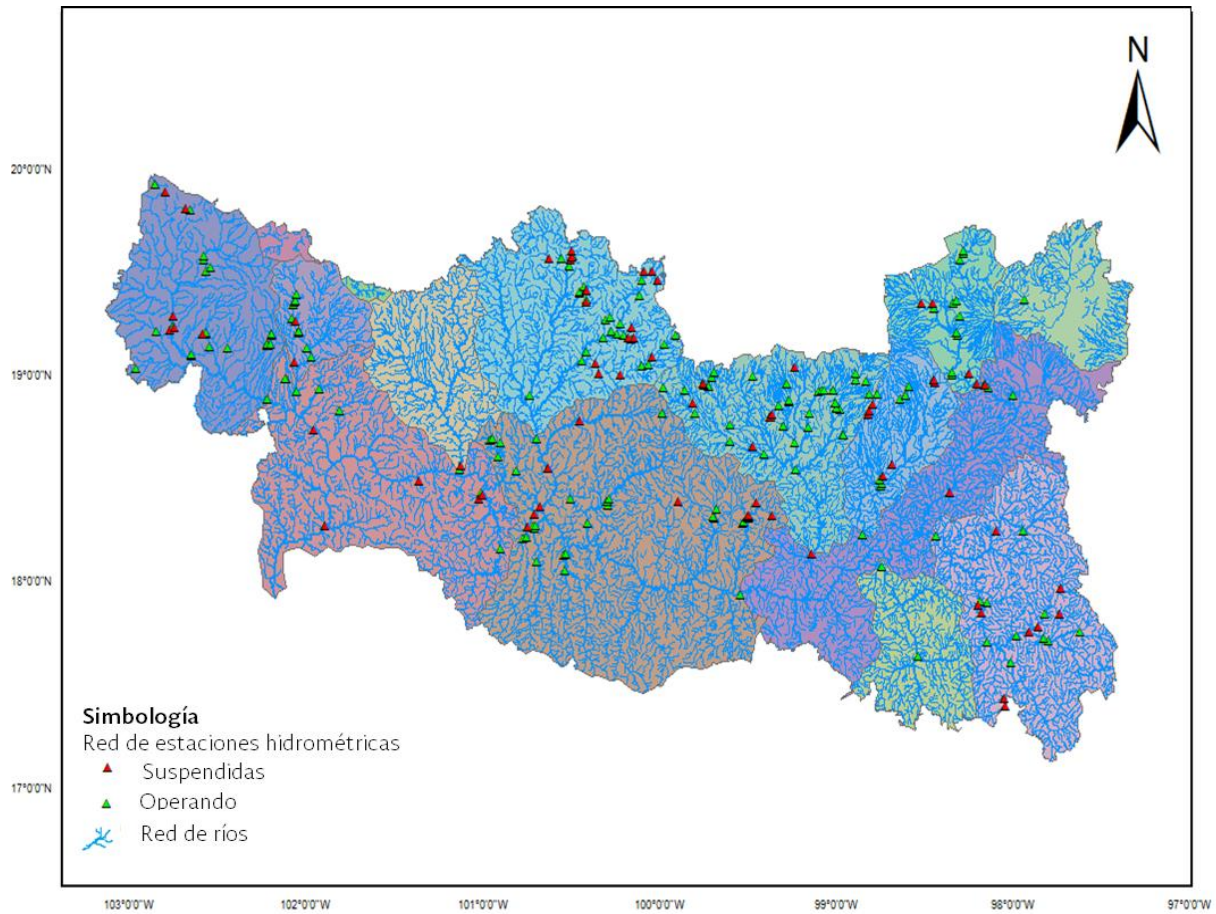 N
20°0'0"N
19°0'0"N
18°0'0"N
17°0'0"N
Simbología
Red de estaciones hidrométricas
Suspendidas
Operando
Red de ríos
103°0'0"W
102°0'0"W
101°0'0"W
100°0'0"W
99°0'0"W
98°0'0"W
97°0'0"W